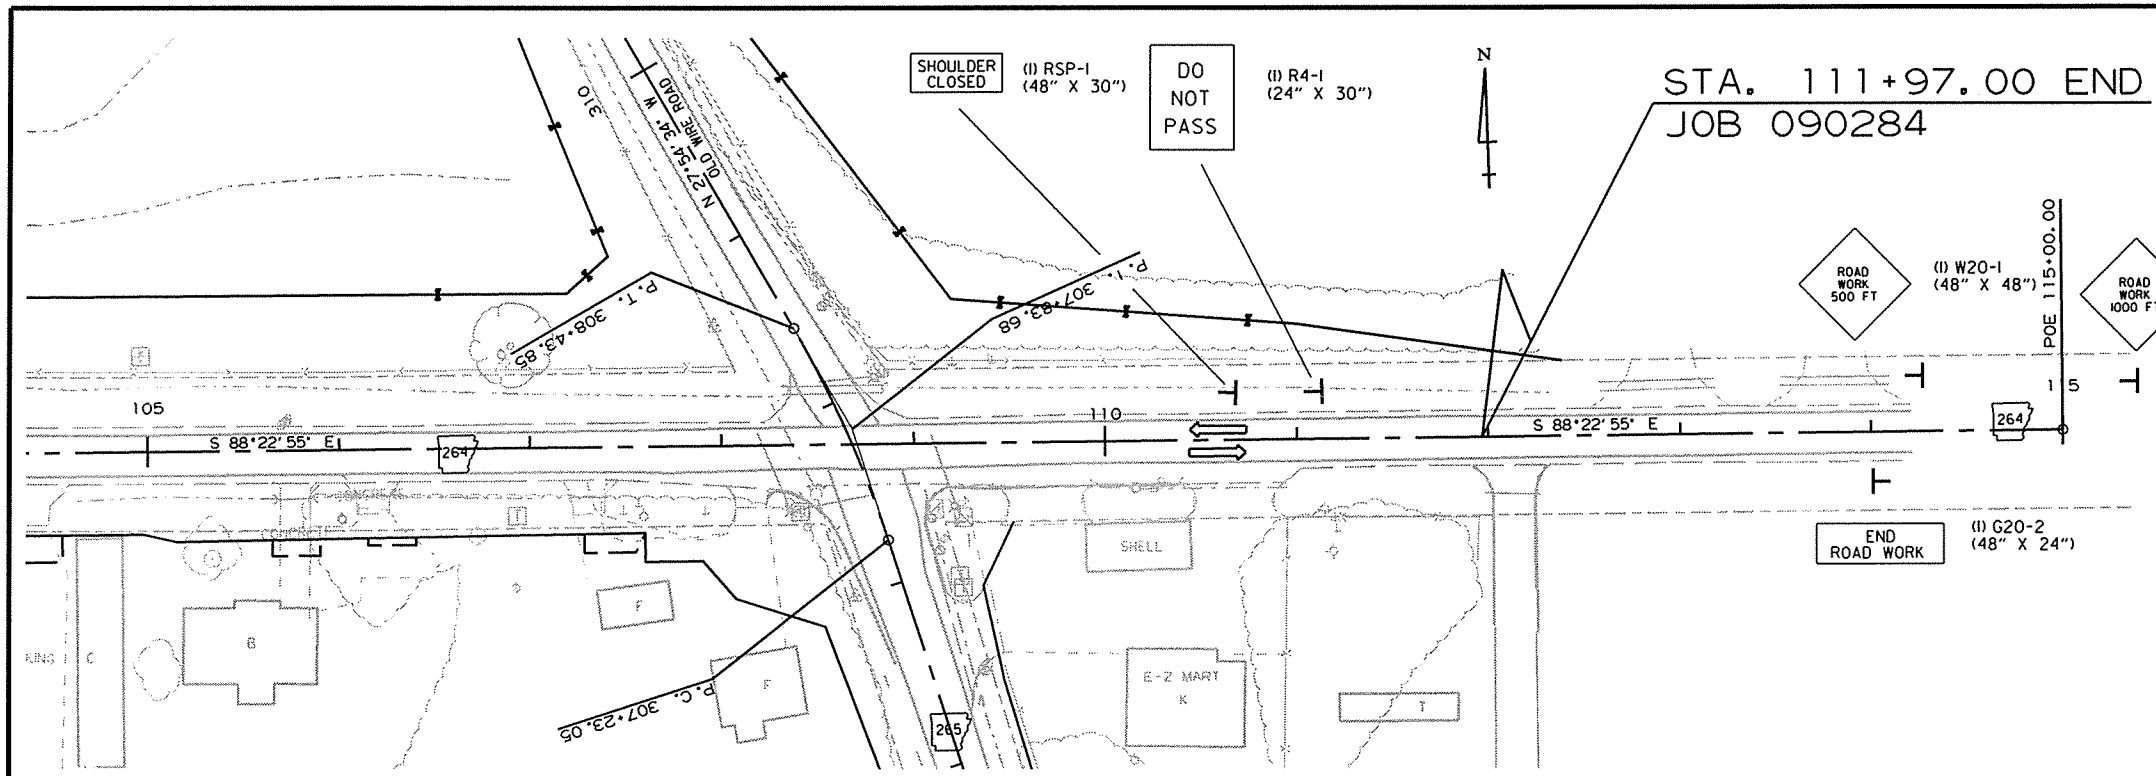 SHOULDER
CLOSED
(1) RSP-1
(48" X 30")
DO
NOT
PASS
(1) R4-1
(24" X 30")
N
STA. 111+97.00 END
JOB 090284
310
N 27°54'34" W
OLD WIRE ROAD
P.T. 308+43.85
P.I. 307+83.68
ROAD
WORK
500 FT
(1) W20-1
(48" X 48")
POE 115+00.00
ROAD
WORK
1000 FT
105
110
115
S 88°22'55" E
264
S 88°22'55" E
264
END
ROAD WORK
(1) G20-2
(48" X 24")
SHELL
F
B
C
KING
F
P.C. 307+23.05
265
E-Z MART
K
T